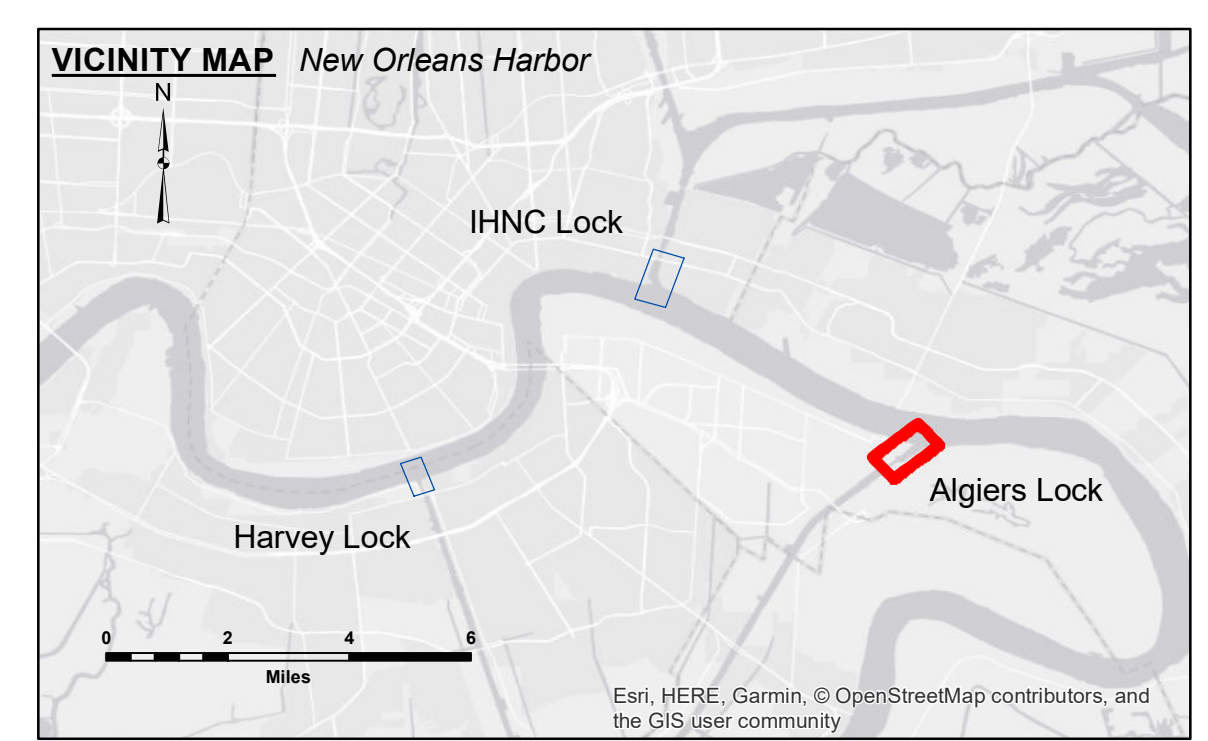 VICINITY MAP New Orleans Harbor
N
IHNC Lock
Algiers Lock
Harvey Lock
0 2 4 6
Miles
Esri, HERE, Garmin, © OpenStreetMap contributors, and
the GIS user community